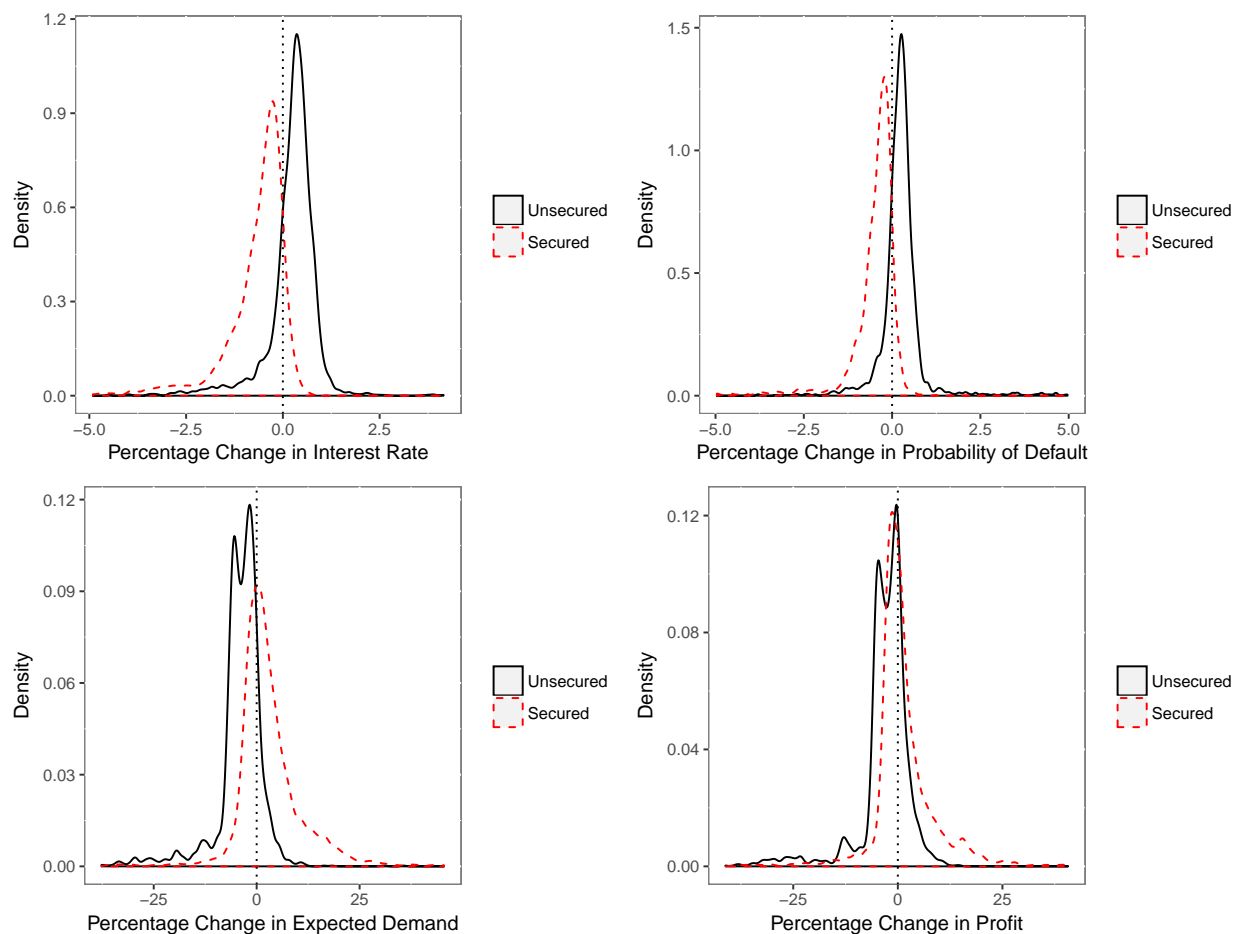 1.2
0.9
0.6
0.3
0.0
Density
−5.0 −2.5 0.0 2.5
Percentage Change in Interest Rate
Unsecured
Secured
1.5
1.0
0.5
0.0
Density
−5.0 −2.5 0.0 2.5 5.0
Percentage Change in Probability of Default
Unsecured
Secured
0.12
0.09
0.06
0.03
0.00
Density
−25 0 25
Percentage Change in Expected Demand
Unsecured
Secured
0.12
0.08
0.04
0.00
Density
−25 0 25
Percentage Change in Profit
Unsecured
Secured